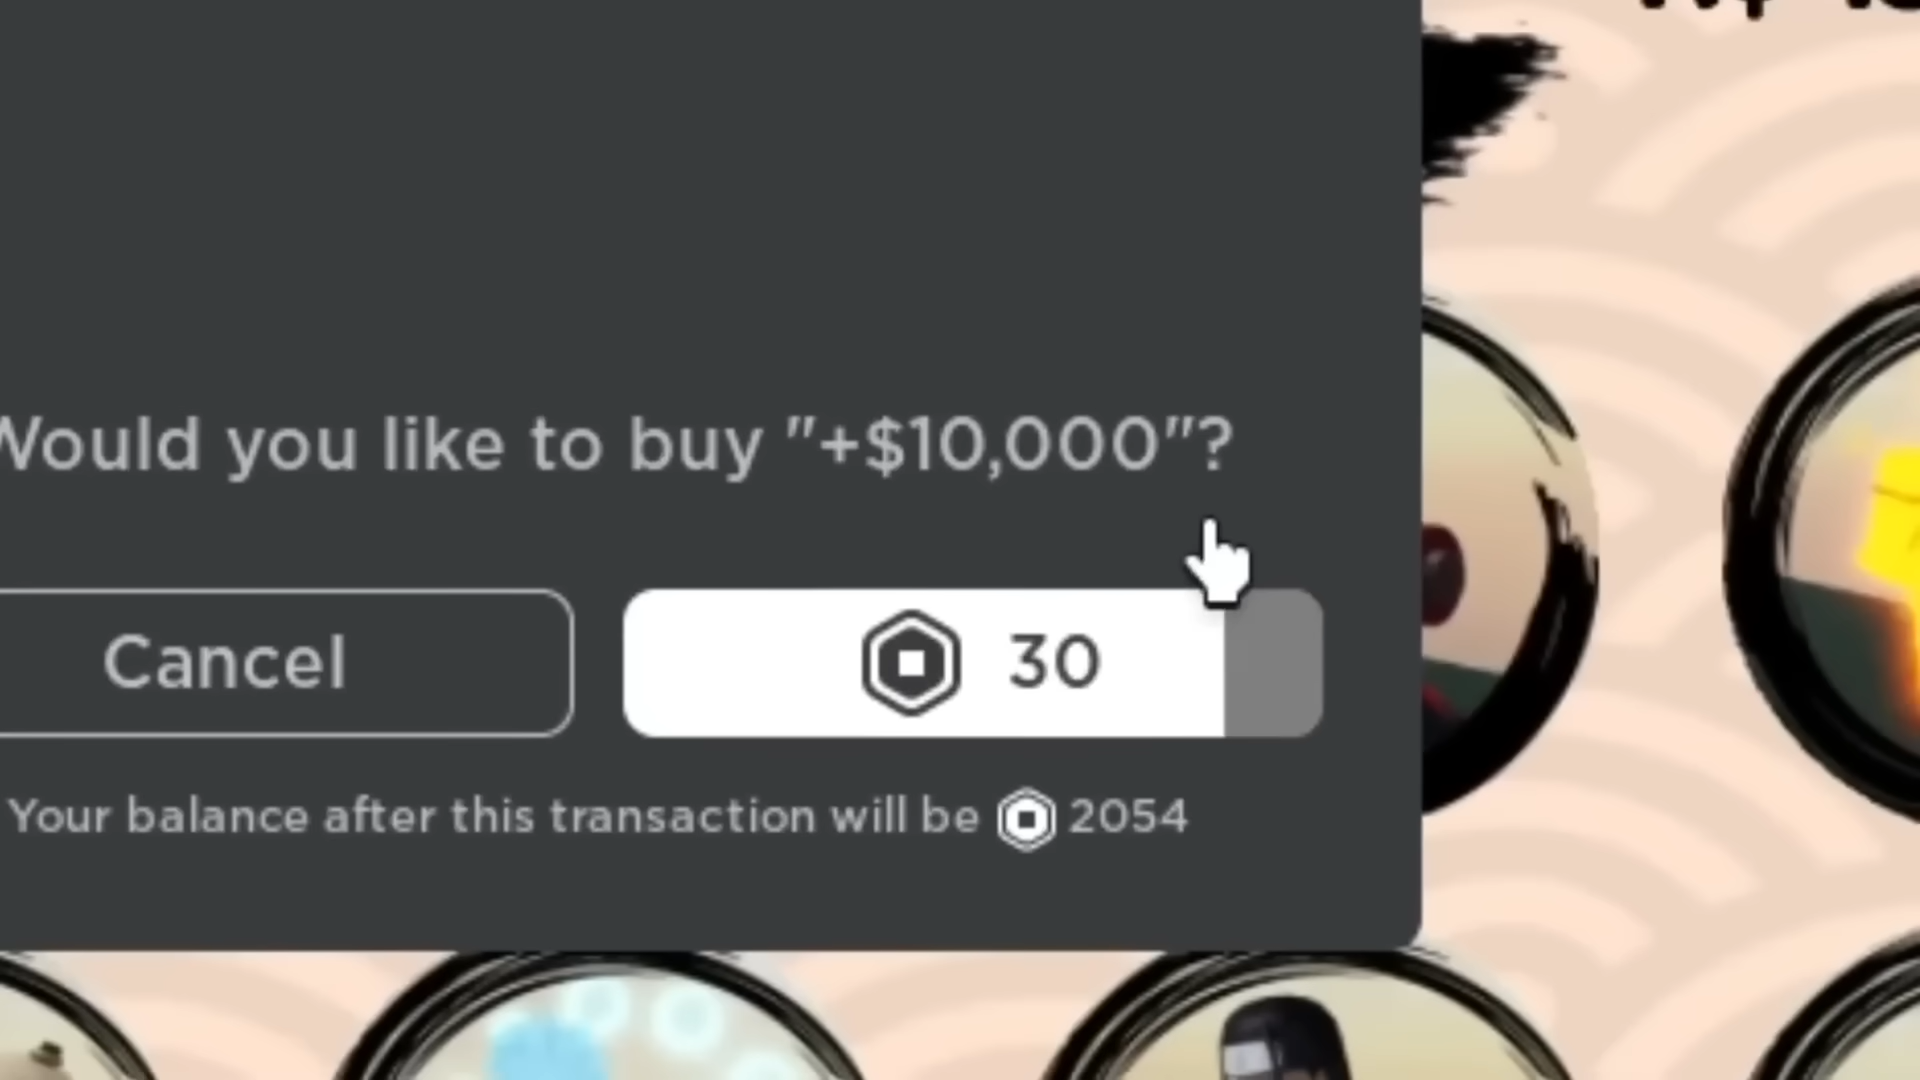 Would you like to buy "+$10,000"?
Cancel
30
Your balance after this transaction will be 2054